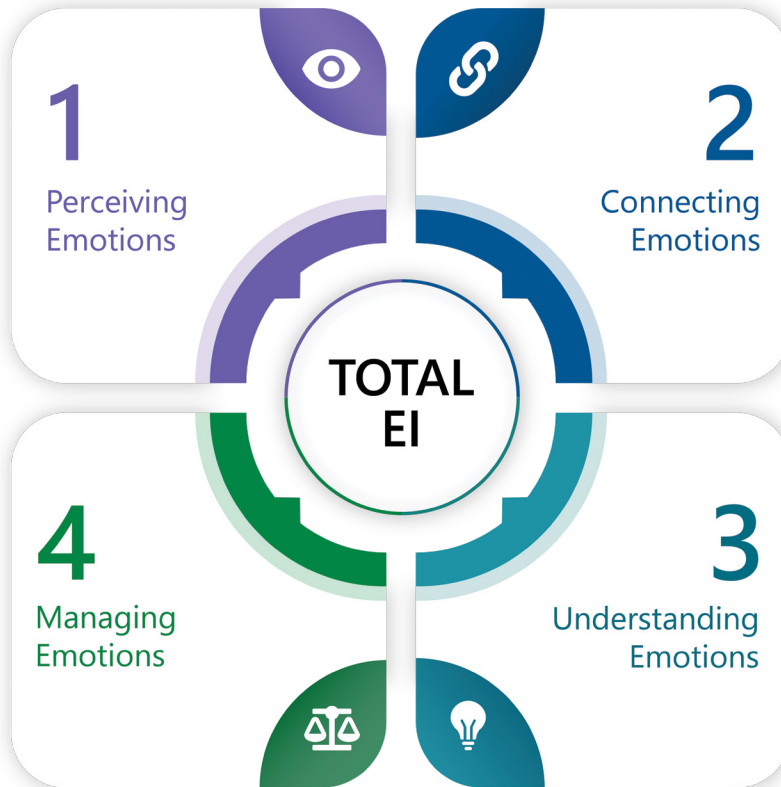 1
Perceiving
Emotions
2
Connecting
Emotions
TOTAL
EI
4
Managing
Emotions
3
Understanding
Emotions